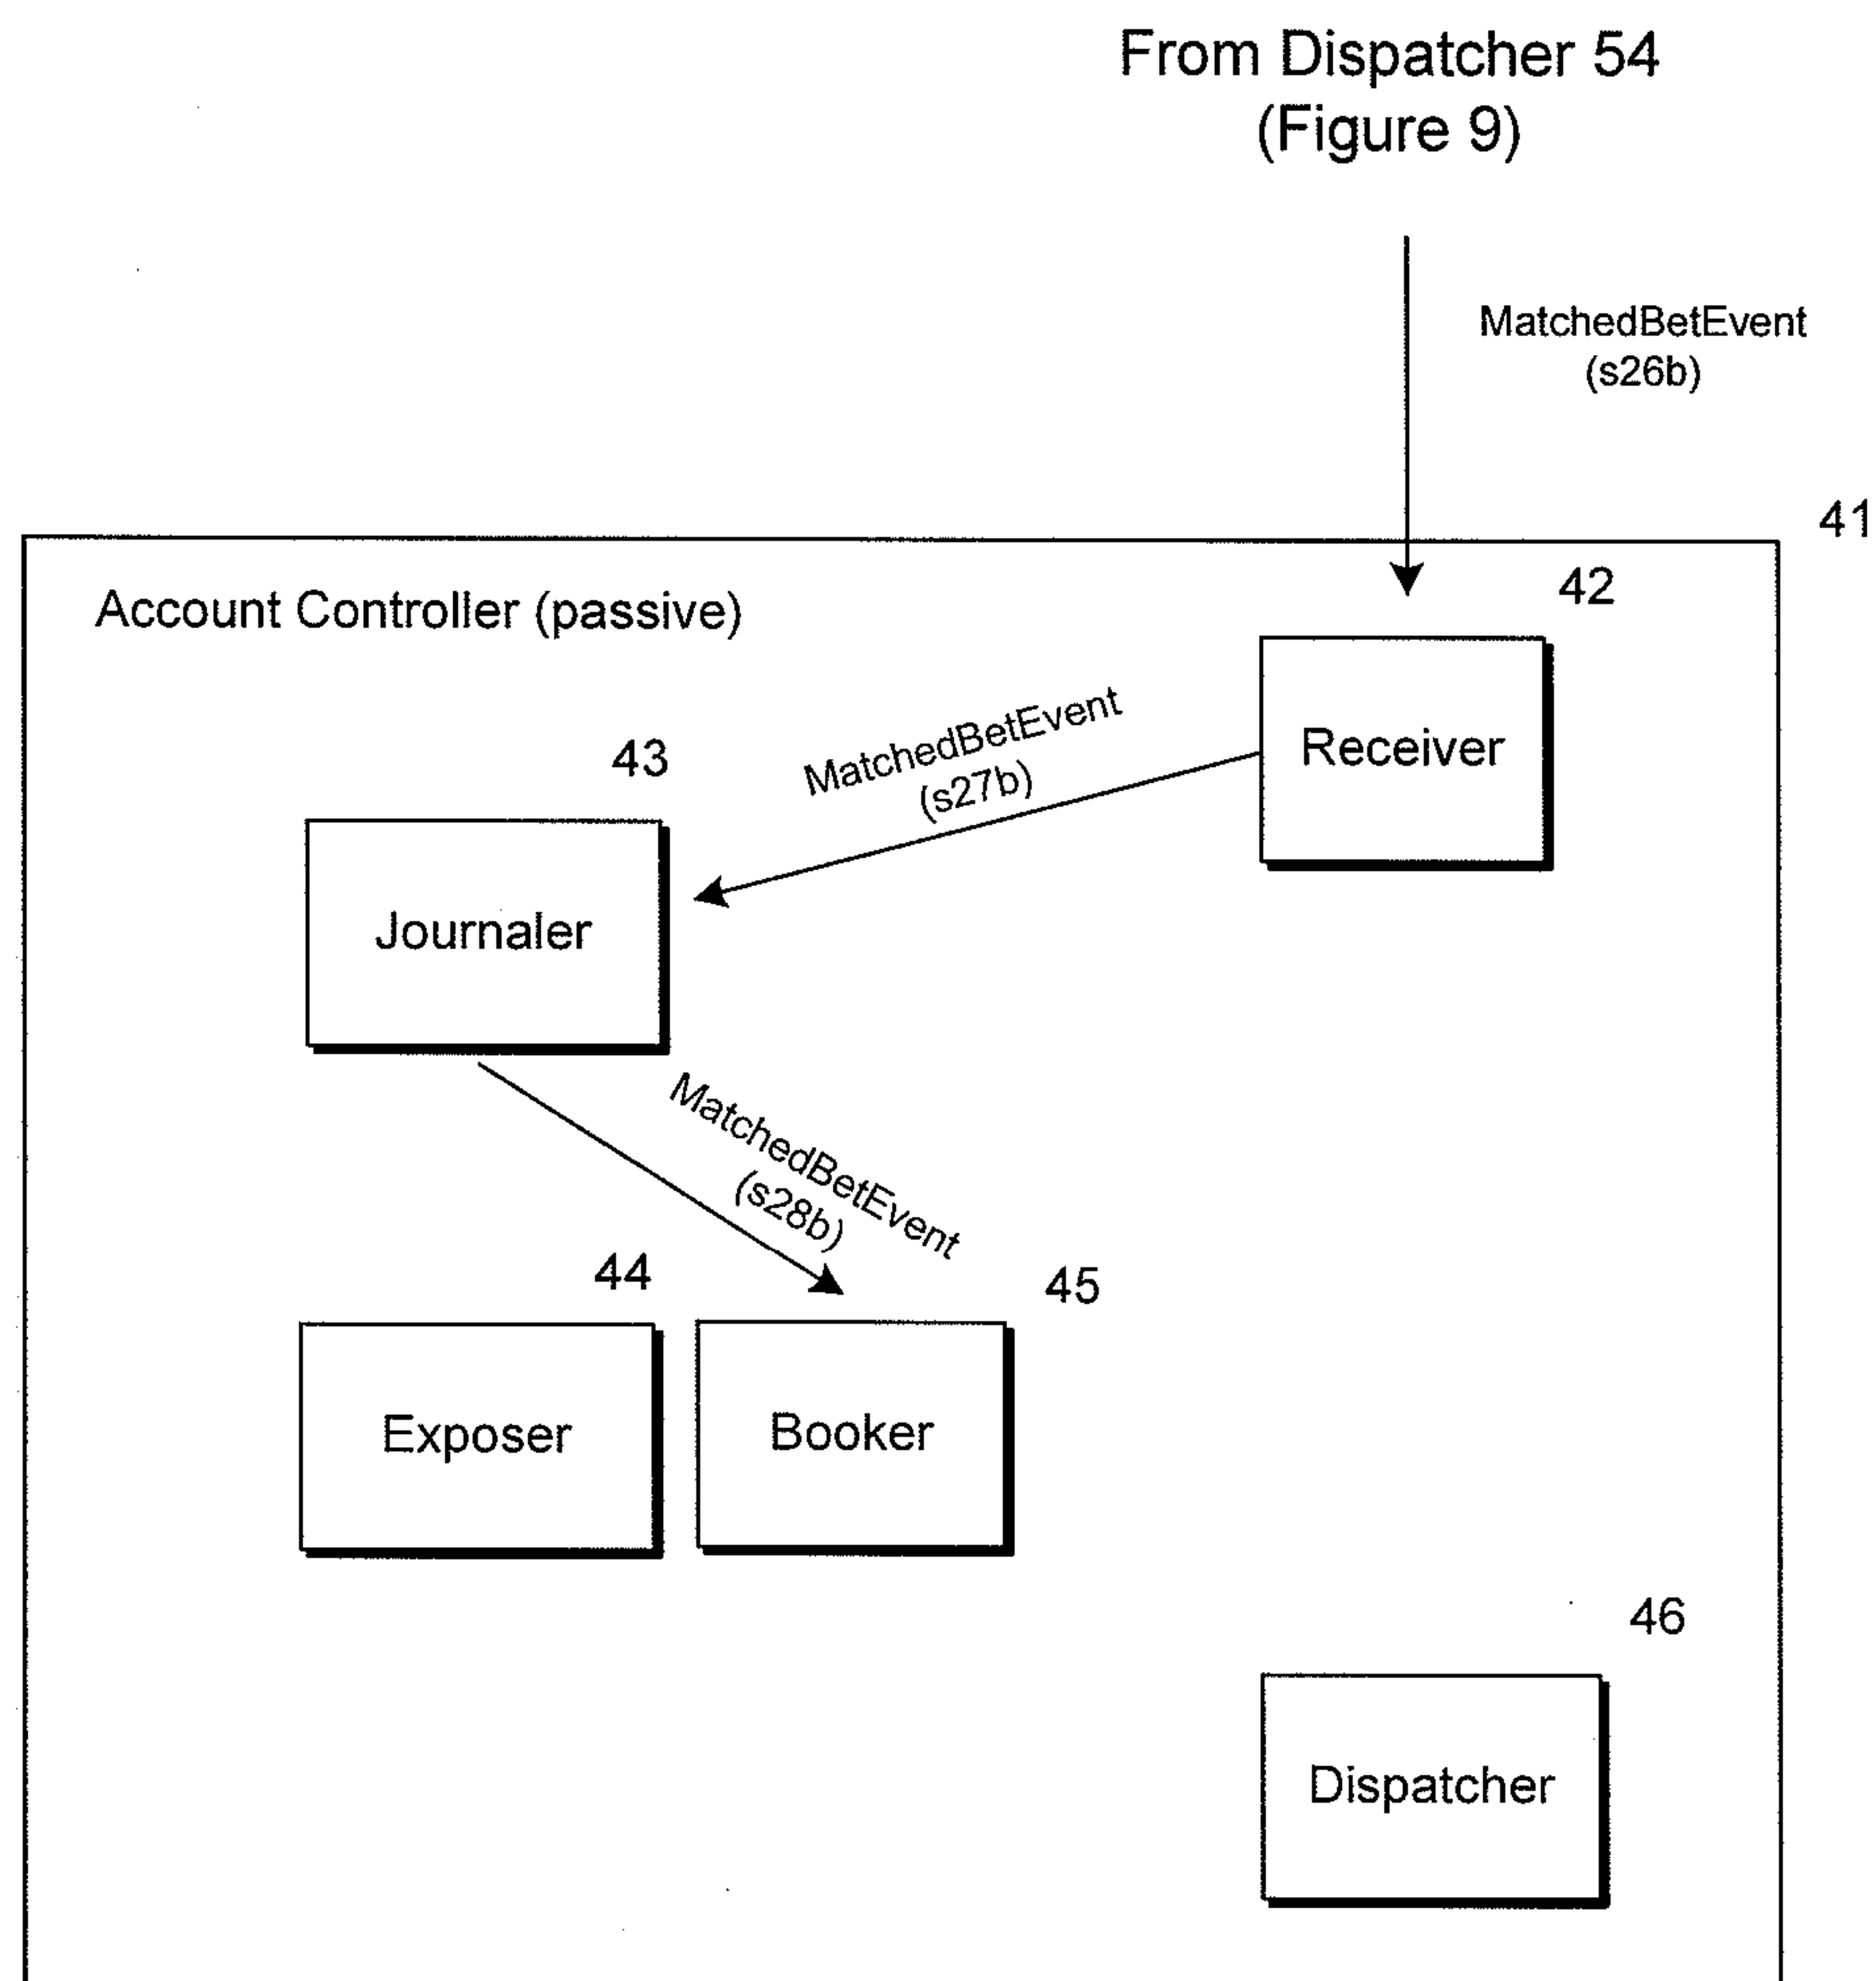 From Dispatcher 54
(Figure 9)
MatchedBetEvent
(s26b)
41
Account Controller (passive)
42
Receiver
MatchedBetEvent
(s27b)
43
Journaler
MatchedBetEvent
(s28b)
44
45
Exposer
Booker
46
Dispatcher